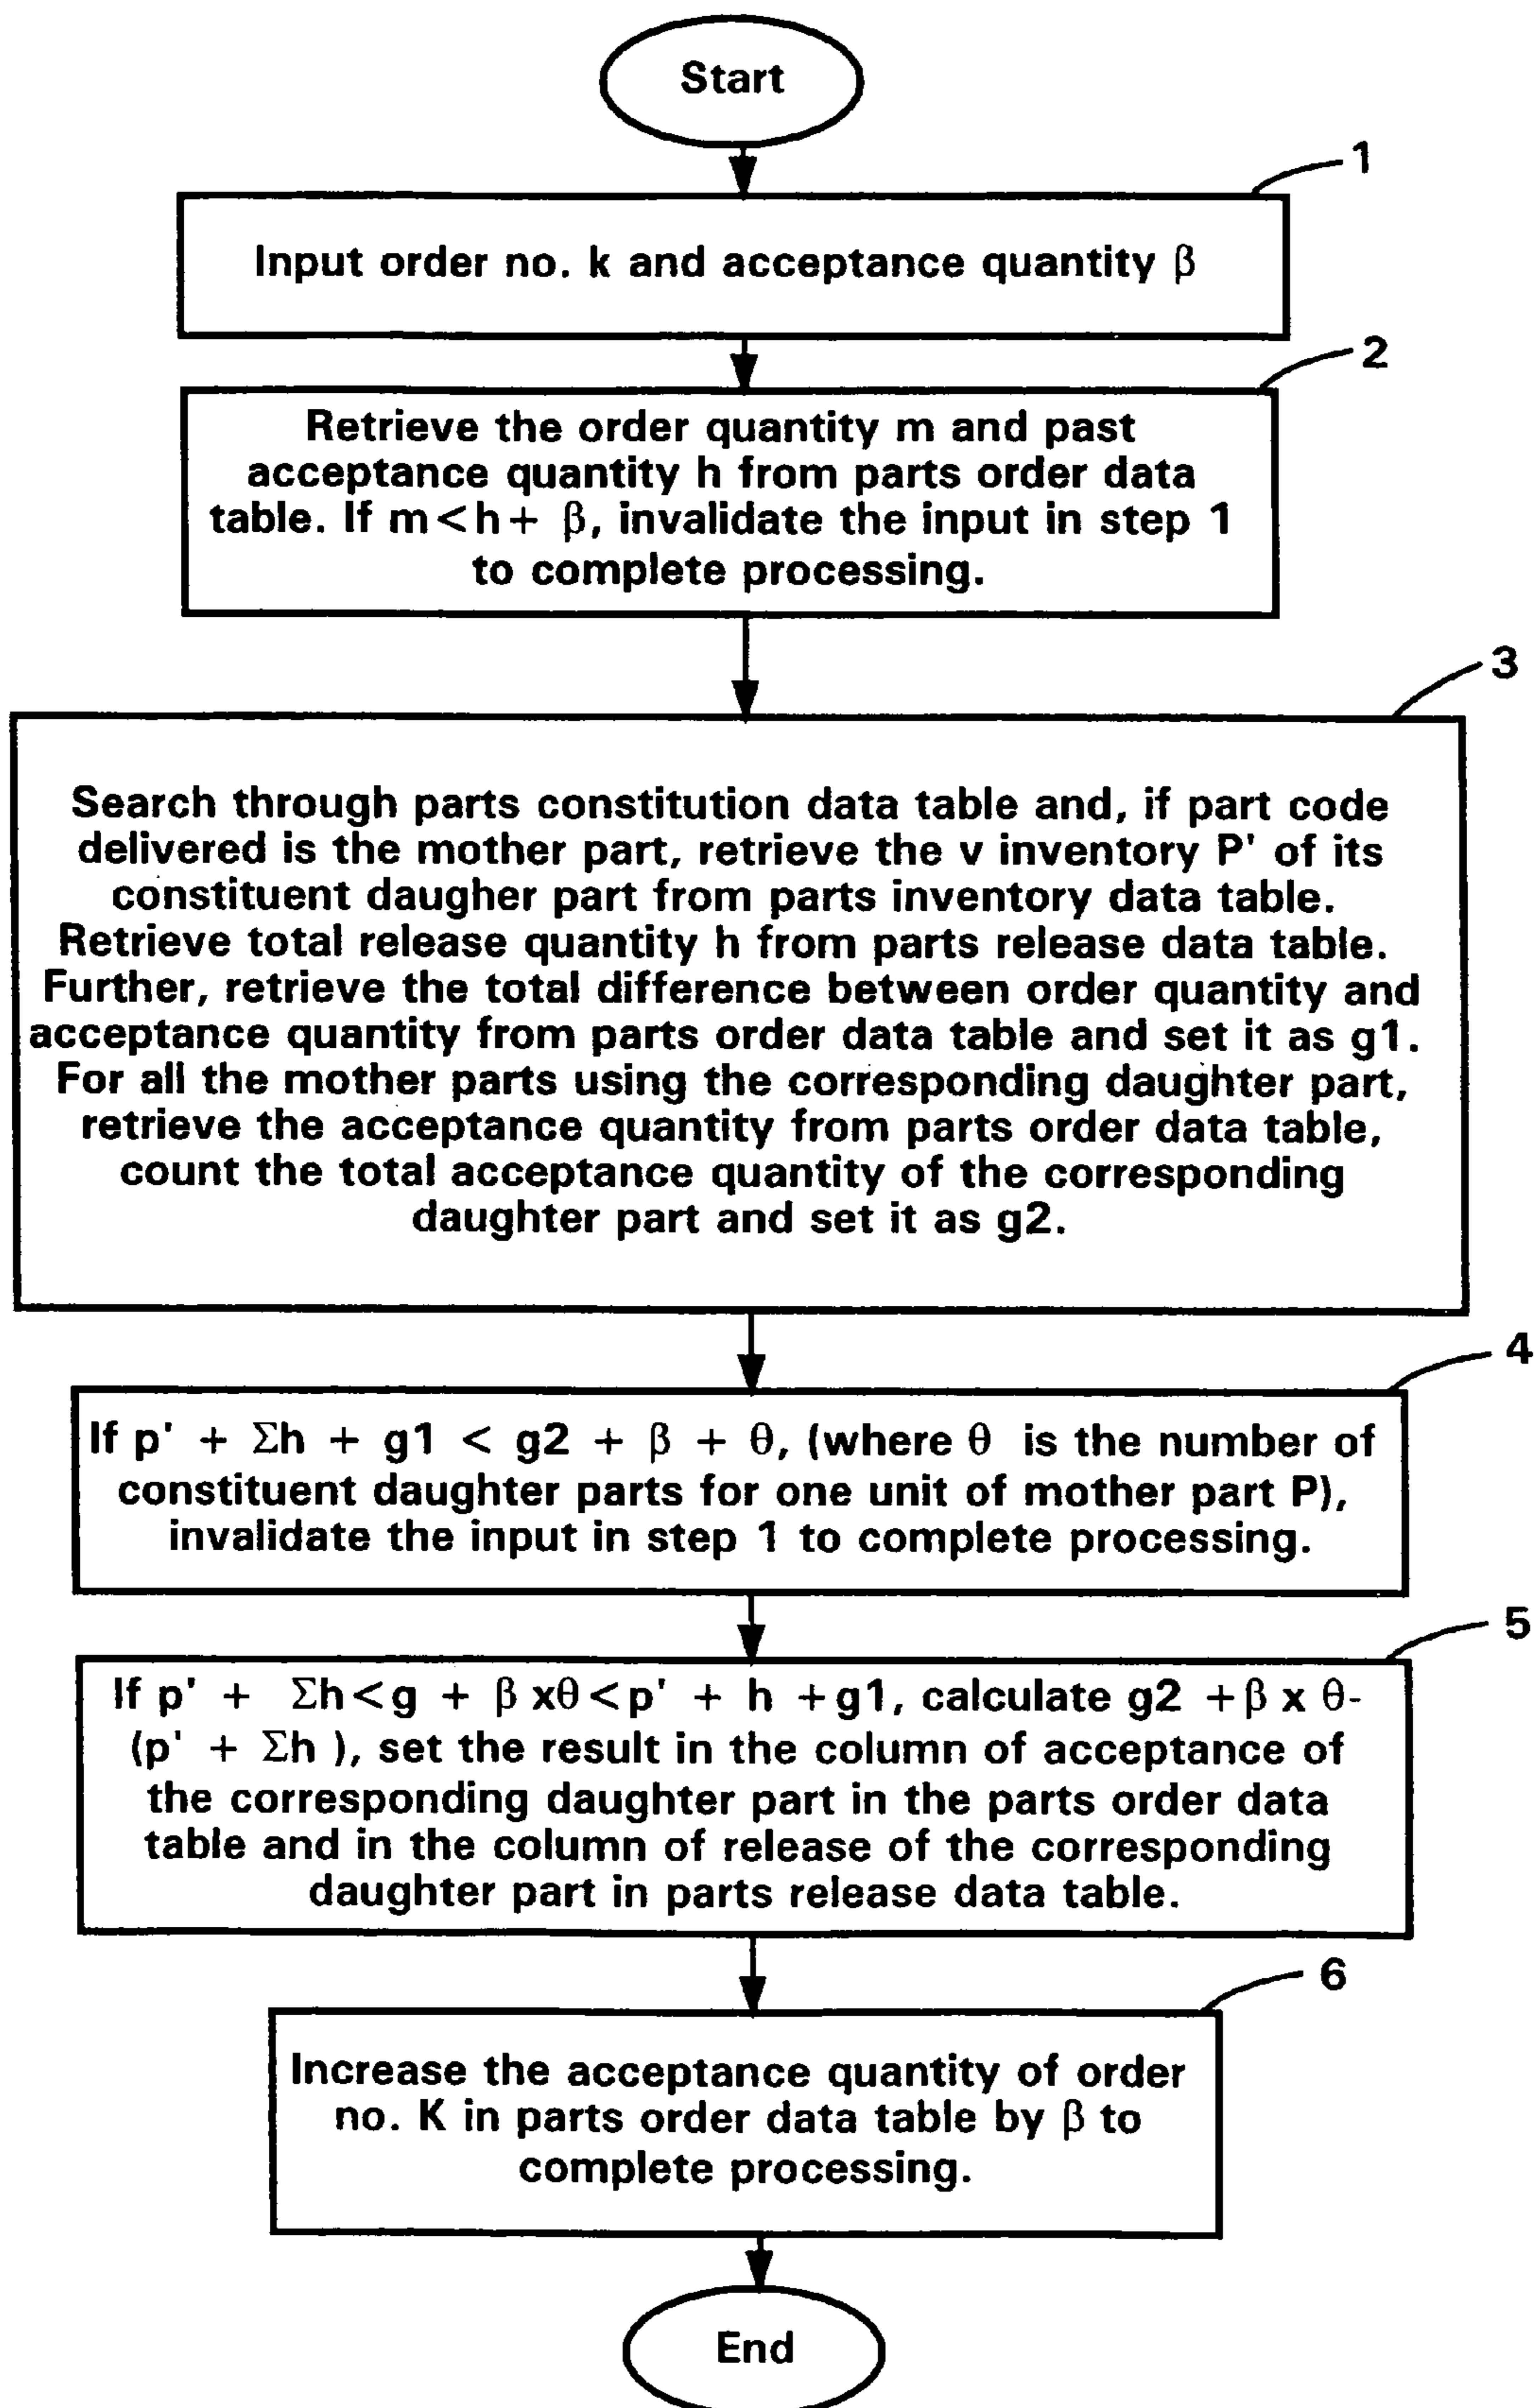 Start
1
Input order no. k and acceptance quantity β
2
Retrieve the order quantity m and past
acceptance quantity h from parts order data
table. If m<h+ β, invalidate the input in step 1
to complete processing.
3
Search through parts constitution data table and, if part code
delivered is the mother part, retrieve the v inventory P' of its
constituent daugher part from parts inventory data table.
Retrieve total release quantity h from parts release data table.
Further, retrieve the total difference between order quantity and
acceptance quantity from parts order data table and set it as g1.
For all the mother parts using the corresponding daughter part,
retrieve the acceptance quantity from parts order data table,
count the total acceptance quantity of the corresponding
daughter part and set it as g2.
4
If p' + Σh + g1 < g2 + β + θ, (where θ is the number of
constituent daughter parts for one unit of mother part P),
invalidate the input in step 1 to complete processing.
5
If p' + Σh<g + β xθ<p' + h +g1, calculate g2 +β x θ-
(p' + Σh ), set the result in the column of acceptance of
the corresponding daughter part in the parts order data
table and in the column of release of the corresponding
daughter part in parts release data table.
6
Increase the acceptance quantity of order
no. K in parts order data table by β to
complete processing.
End